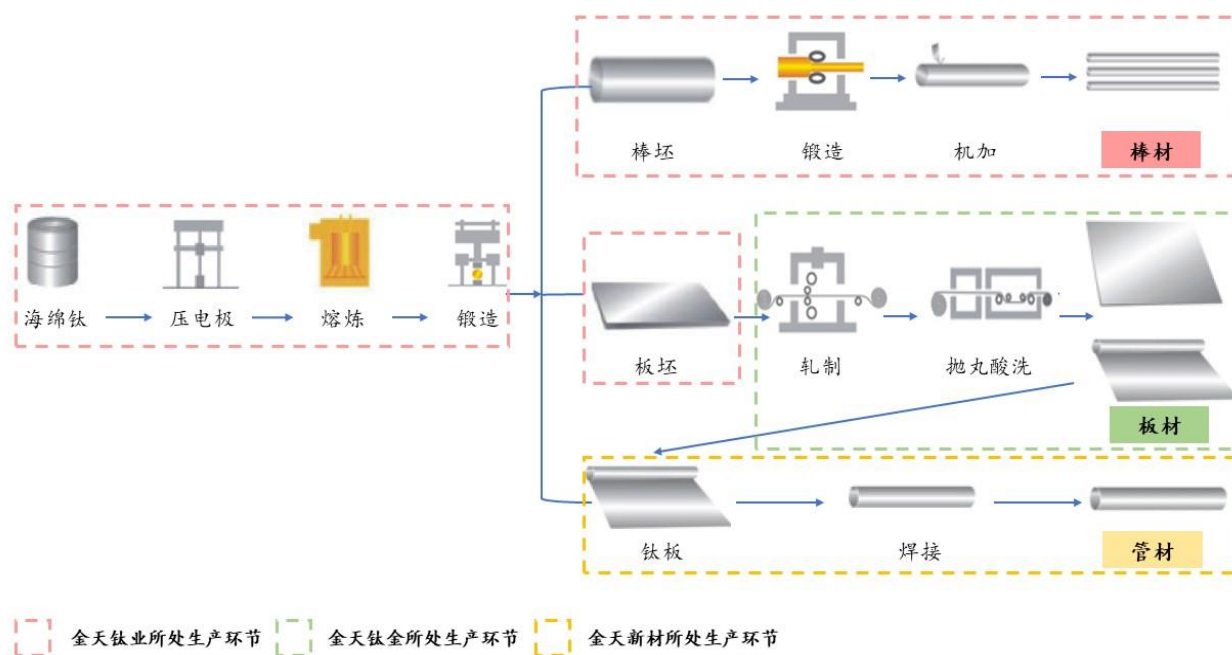 棒坯 锻造 机加 棒材
海绵钛 压电极 熔炼 锻造
板坯 轧制 抛丸酸洗
板材
钛板 焊接 管材
金天钛业所处生产环节 金天钛金所处生产环节 金天新材所处生产环节